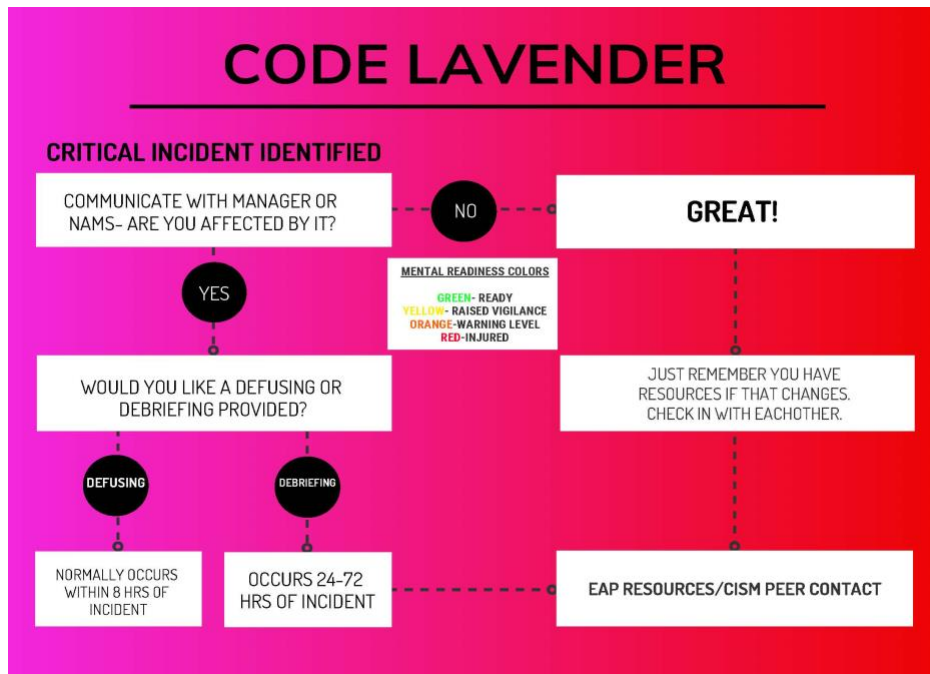 CODE LAVENDER
CRITICAL INCIDENT IDENTIFIED
COMMUNICATE WITH MANAGER OR
NAMS- ARE YOU AFFECTED BY IT?
NO
GREAT!
YES
MENTAL READINESS COLORS
GREEN- READY
YELLOW- RAISED VIGILANCE
ORANGE-WARNING LEVEL
RED-INJURED
WOULD YOU LIKE A DEFUSING OR
DEBRIEFING PROVIDED?
JUST REMEMBER YOU HAVE
RESOURCES IF THAT CHANGES.
CHECK IN WITH EACHOTHER.
DEFUSING
DEBRIEFING
NORMALLY OCCURS
WITHIN 8 HRS OF
INCIDENT
OCCURS 24-72
HRS OF INCIDENT
EAP RESOURCES/CISM PEER CONTACT